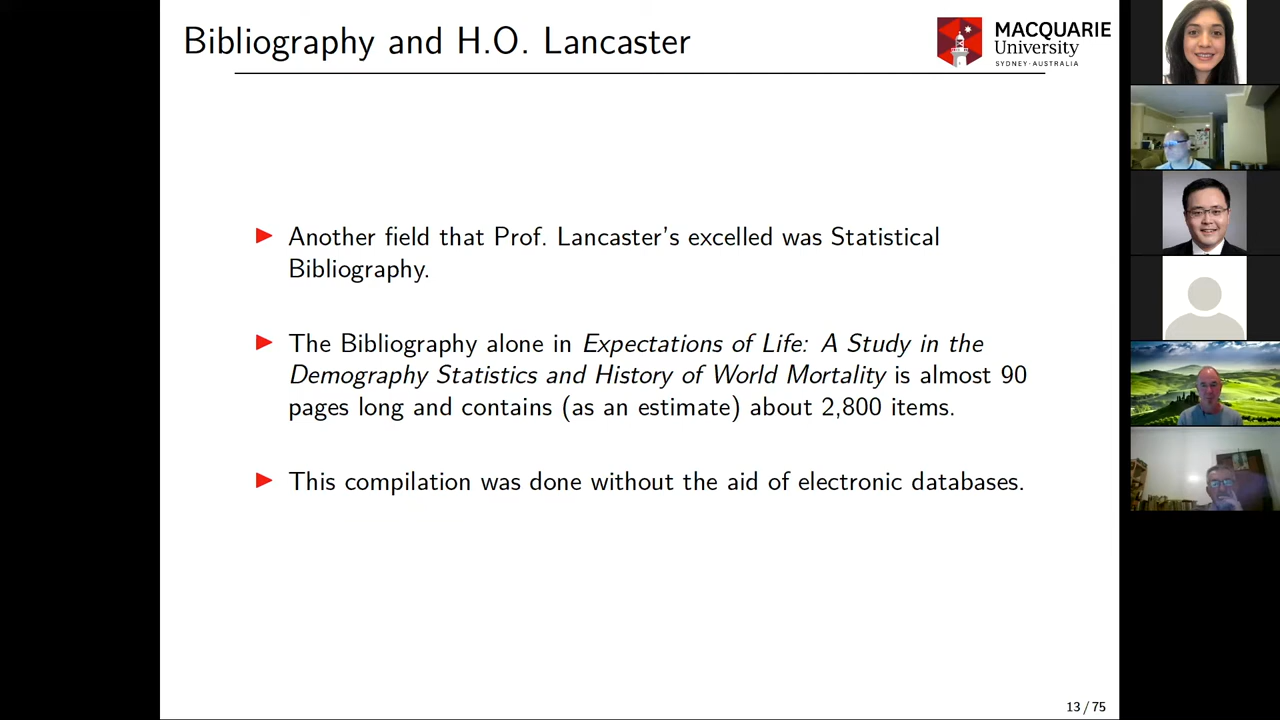 Bibliography and H.O. Lancaster
MACQUARIE
University
SYDNEY·AUSTRALIA
Another field that Prof. Lancaster's excelled was Statistical
Bibliography.
The Bibliography alone in Expectations of Life: A Study in the
Demography Statistics and History of World Mortality is almost 90
pages long and contains (as an estimate) about 2,800 items.
This compilation was done without the aid of electronic databases.
13 / 75